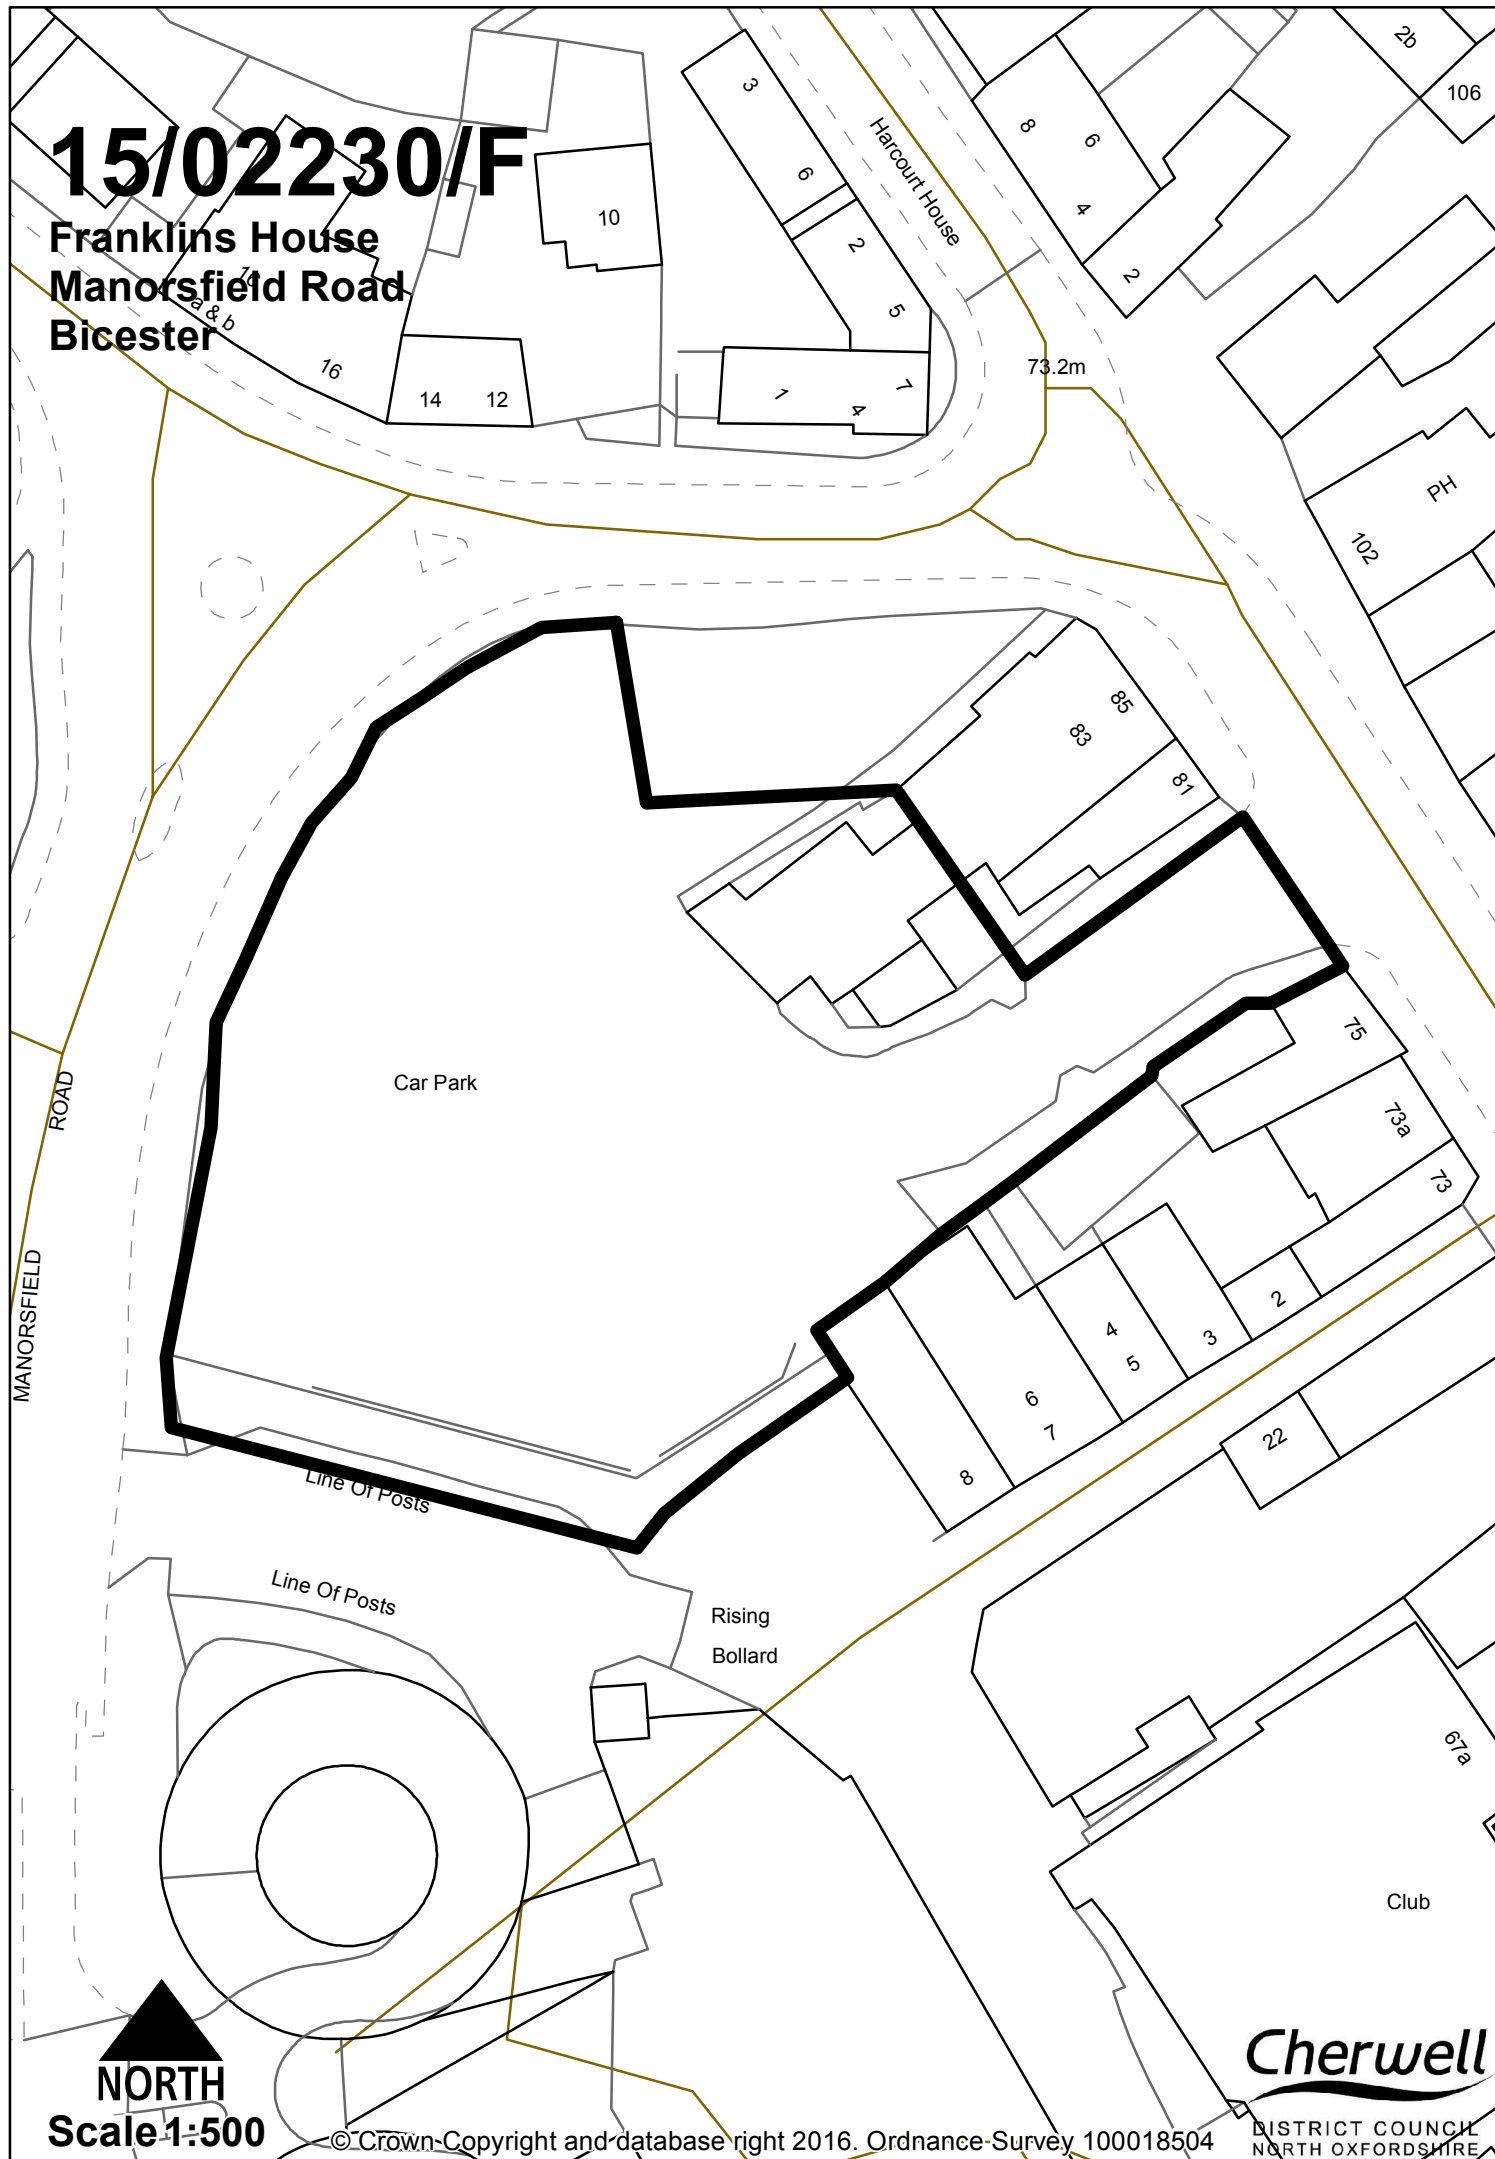 15/02230/F
Franklins House
Manorsfield Road
Bicester
2b
106
3
6
Harcourt House
8
6
4
2
10
2
5
a & b
16
14
12
1
4
7
73.2m
PH
102
85
83
81
Car Park
75
73a
73
ROAD
MANORSFIELD
4
5
3
2
6
7
8
22
Line Of Posts
Line Of Posts
Rising
Bollard
67a
Club
NORTH
Scale 1:500
© Crown Copyright and database right 2016. Ordnance Survey 100018504
Cherwell
DISTRICT COUNCIL
NORTH OXFORDSHIRE